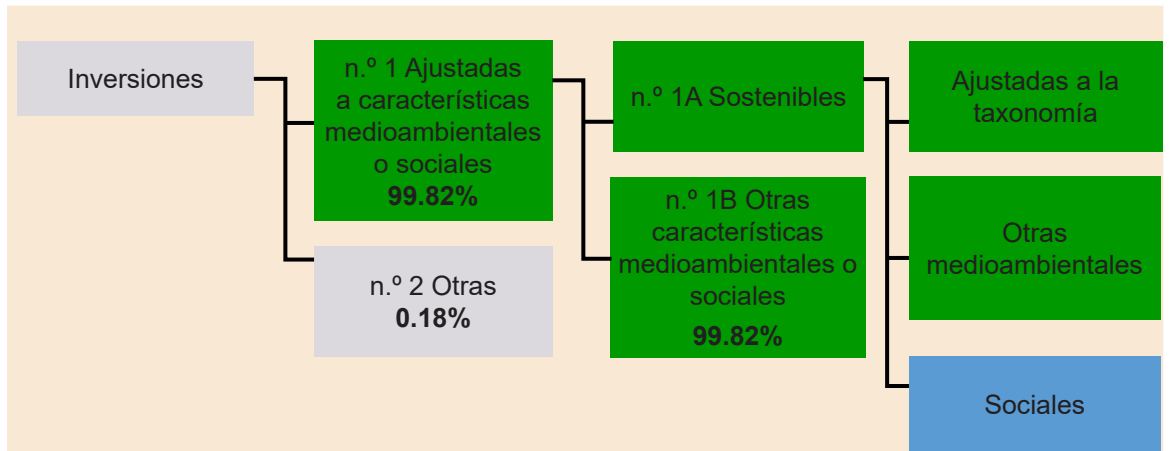 Inversiones
n.º 1 Ajustadas
a características
medioambientales
o sociales
99.82%
n.º 2 Otras
0.18%
n.º 1A Sostenibles
n.º 1B Otras
características
medioambientales o
sociales
99.82%
Ajustadas a la
taxonomía
Otras
medioambientales
Sociales